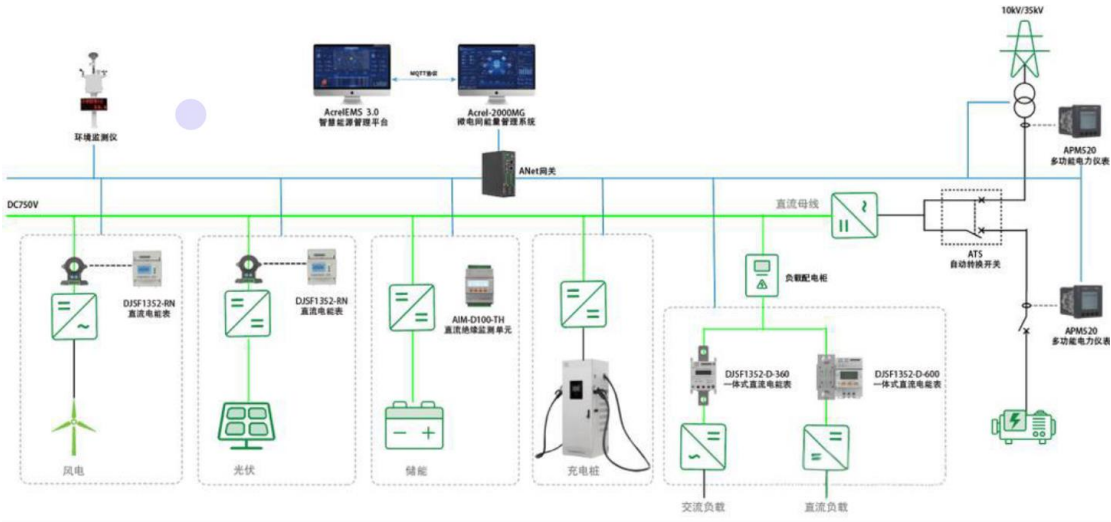 10kV/35kV
MQTT协议
AcrelEMS 3.0
智慧能源管理平台
Acrel-2000MG
微电网能量管理系统
环境监测仪
APM520
多功能电力仪表
ANet网关
DC750V
直流母线
ATS
自动转换开关
负载配电柜
DJSF1352-RN
直流电能表
DJSF1352-RN
直流电能表
AIM-D100-TH
直流绝缘监测单元
APM520
多功能电力仪表
DJSF1352-D-360
一体式直流电能表
DJSF1352-D-600
一体式直流电能表
风电
光伏
储能
充电桩
交流负载
直流负载